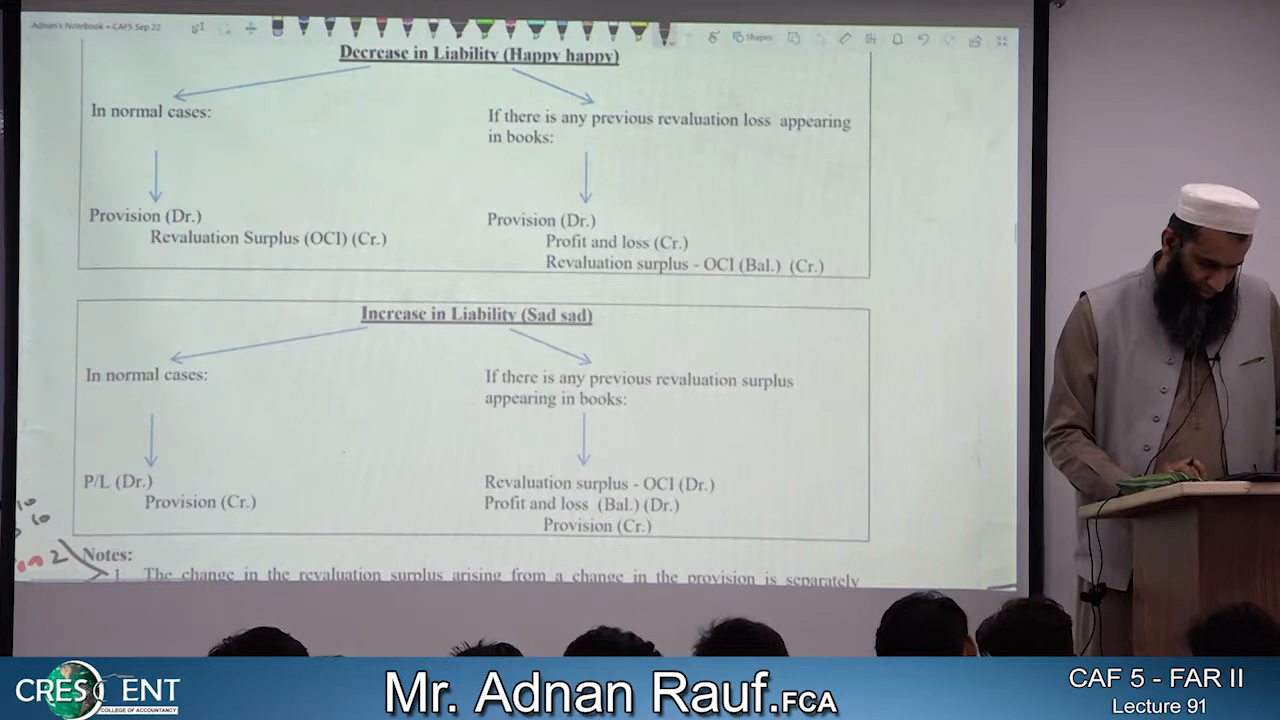 Adnan's Notebook • CAF5 Sep 22
Shapes
Decrease in Liability (Happy happy)
In normal cases:
If there is any previous revaluation loss appearing
in books:
Provision (Dr.)
Revaluation Surplus (OCI) (Cr.)
Provision (Dr.)
Profit and loss (Cr.)
Revaluation surplus - OCI (Bal.) (Cr.)
Increase in Liability (Sad sad)
In normal cases:
If there is any previous revaluation surplus
appearing in books:
P/L (Dr.)
Provision (Cr.)
Revaluation surplus - OCI (Dr.)
Profit and loss (Bal.) (Dr.)
Provision (Cr.)
Notes:
1 The change in the revaluation surplus arising from a change in the provision is separately
CRESCENT
COLLEGE OF ACCOUNTANCY
Mr. Adnan Rauf.FCA
CAF 5 - FAR II
Lecture 91